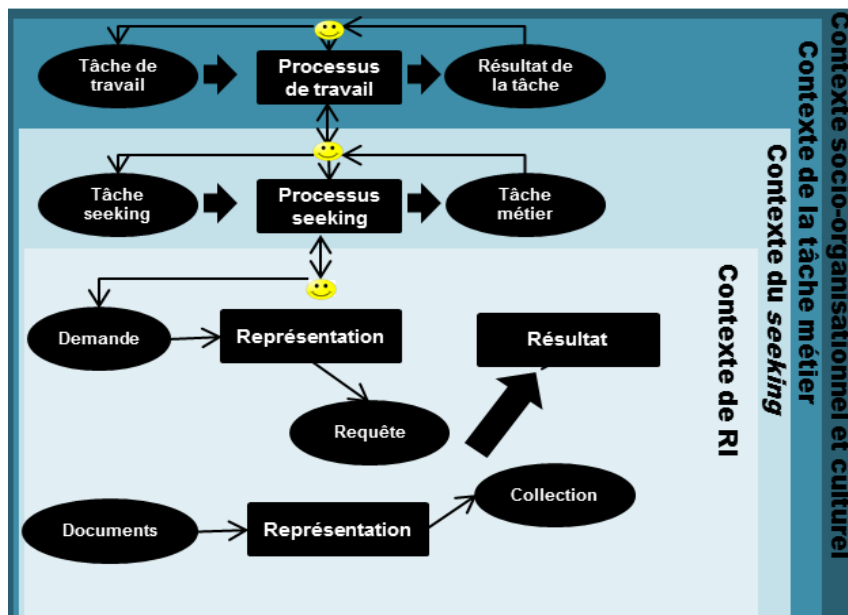 Tâche de
travail
Processus
de travail
Résultat de
la tâche
Tâche
seeking
Processus
seeking
Tâche
métier
Demande
Représentation
Résultat
Requête
Documents
Représentation
Collection
Contexte de RI
Contexte du seeking
Contexte de la tâche métier
Contexte socio-organisationnel et culturel